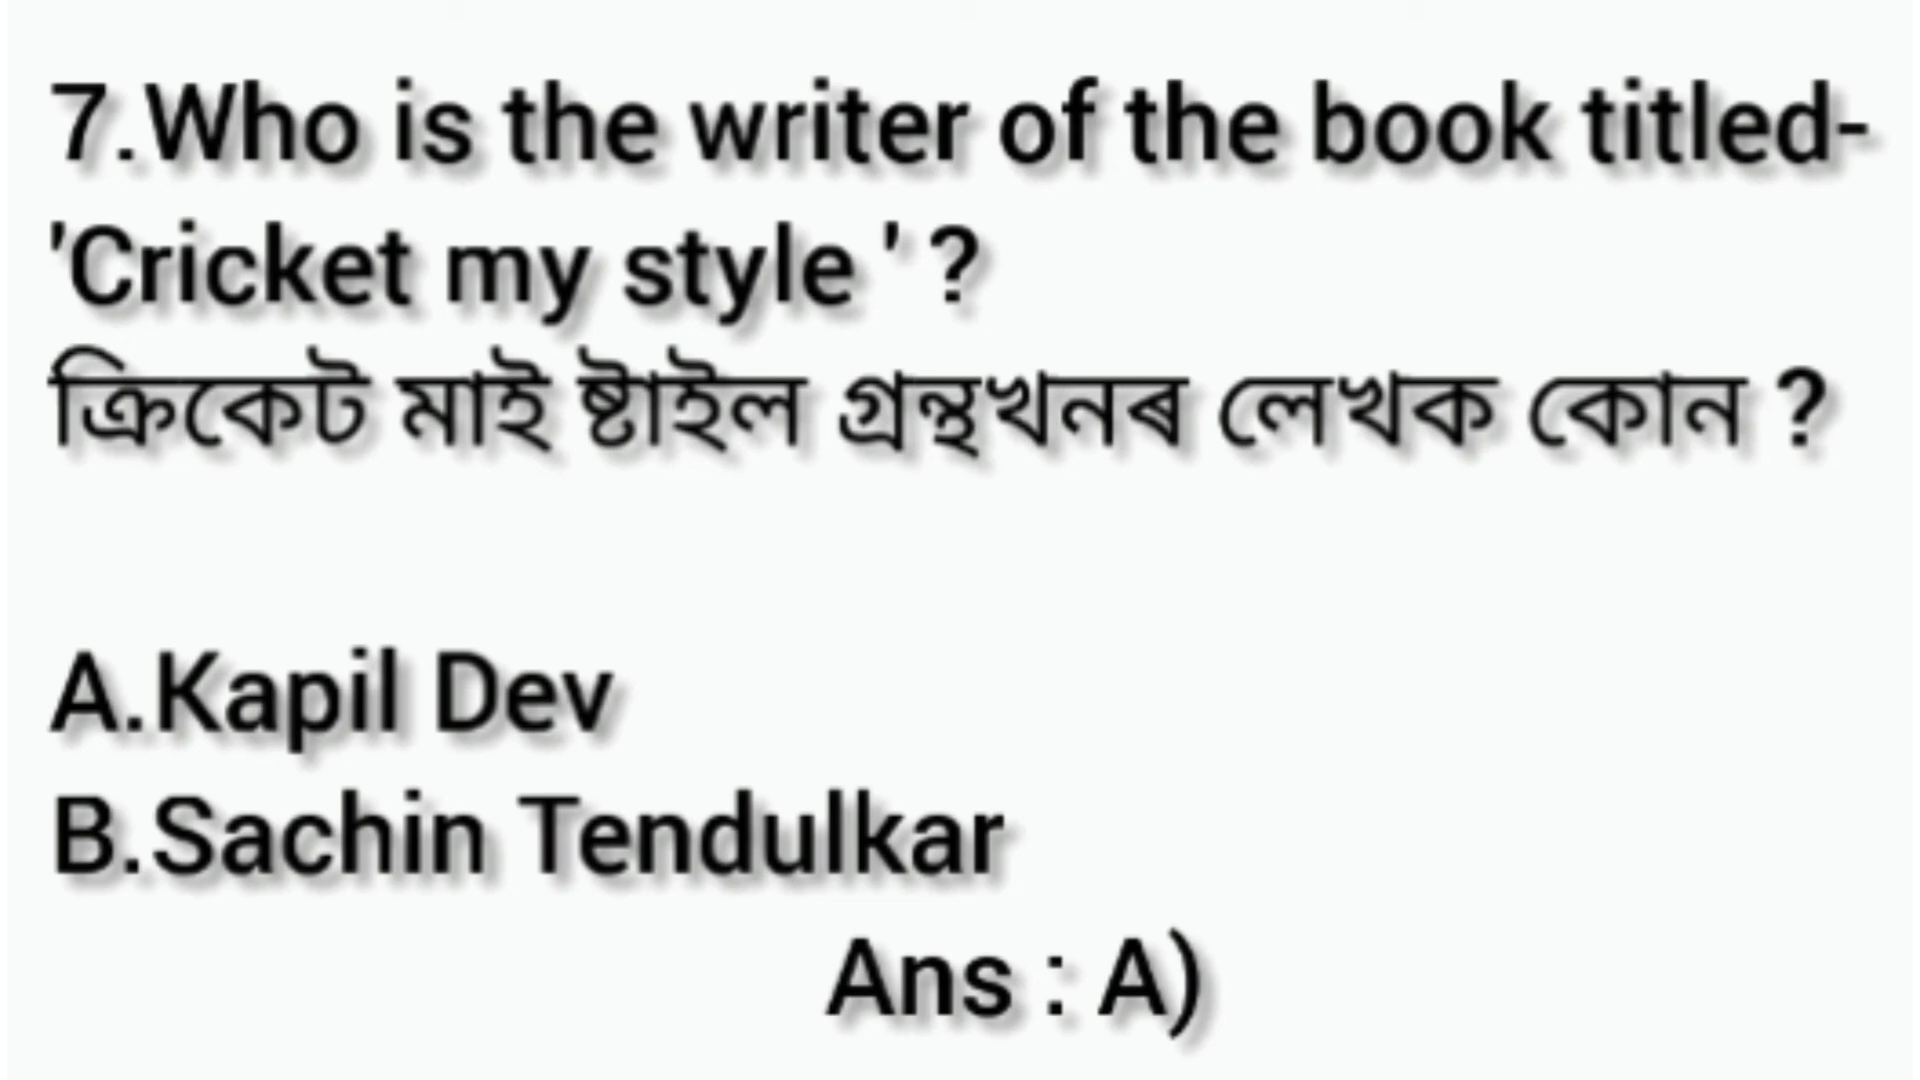 7.Who is the writer of the book titled-
'Cricket my style ' ?
ক্ৰিকেট মাই ষ্টাইল গ্ৰন্থখনৰ লেখক কোন ?
A.Kapil Dev
B.Sachin Tendulkar
Ans : A)